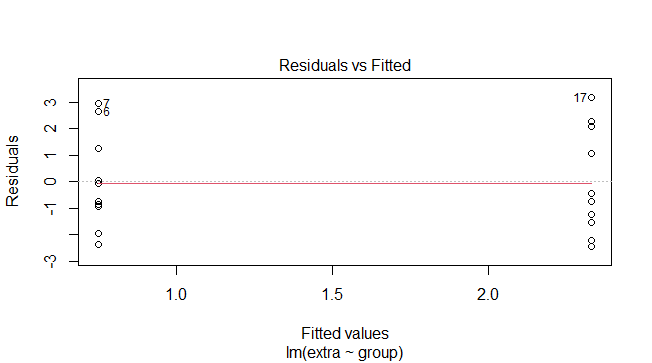 Residuals vs Fitted
Residuals
3
2
1
0
-1
-3
7
6
17
1.0 1.5 2.0
Fitted values
lm(extra ~ group)